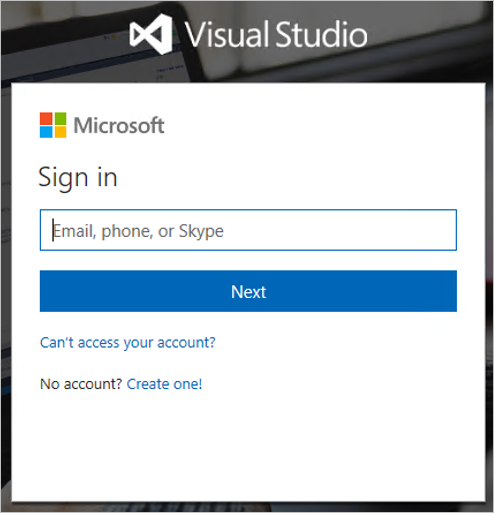 Visual Studio
Microsoft
Sign in
Email, phone, or Skype
Next
Can't access your account?
No account? Create one!